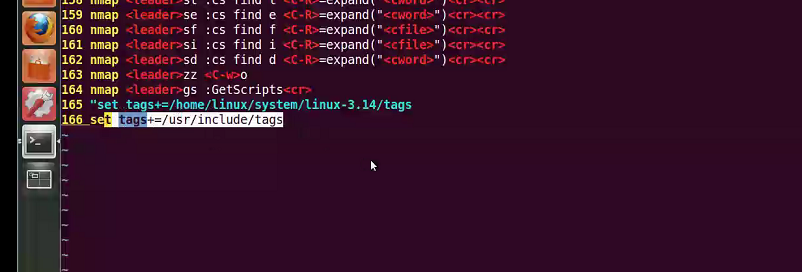 158 nmap <leader>st :cs find t <C-R>=expand("<cword>")<cr><cr>
159 nmap <leader>se :cs find e <C-R>=expand("<cword>")<cr><cr>
160 nmap <leader>sf :cs find f <C-R>=expand("<cfile>")<cr><cr>
161 nmap <leader>si :cs find i <C-R>=expand("<cfile>")<cr><cr>
162 nmap <leader>sd :cs find d <C-R>=expand("<cword>")<cr><cr>
163 nmap <leader>zz <C-w>o
164 nmap <leader>gs :GetScripts<cr>
165 "set tags+=/home/linux/system/linux-3.14/tags
166 set tags+=/usr/include/tags
~
~
~
~
~
~
~
~
~
~